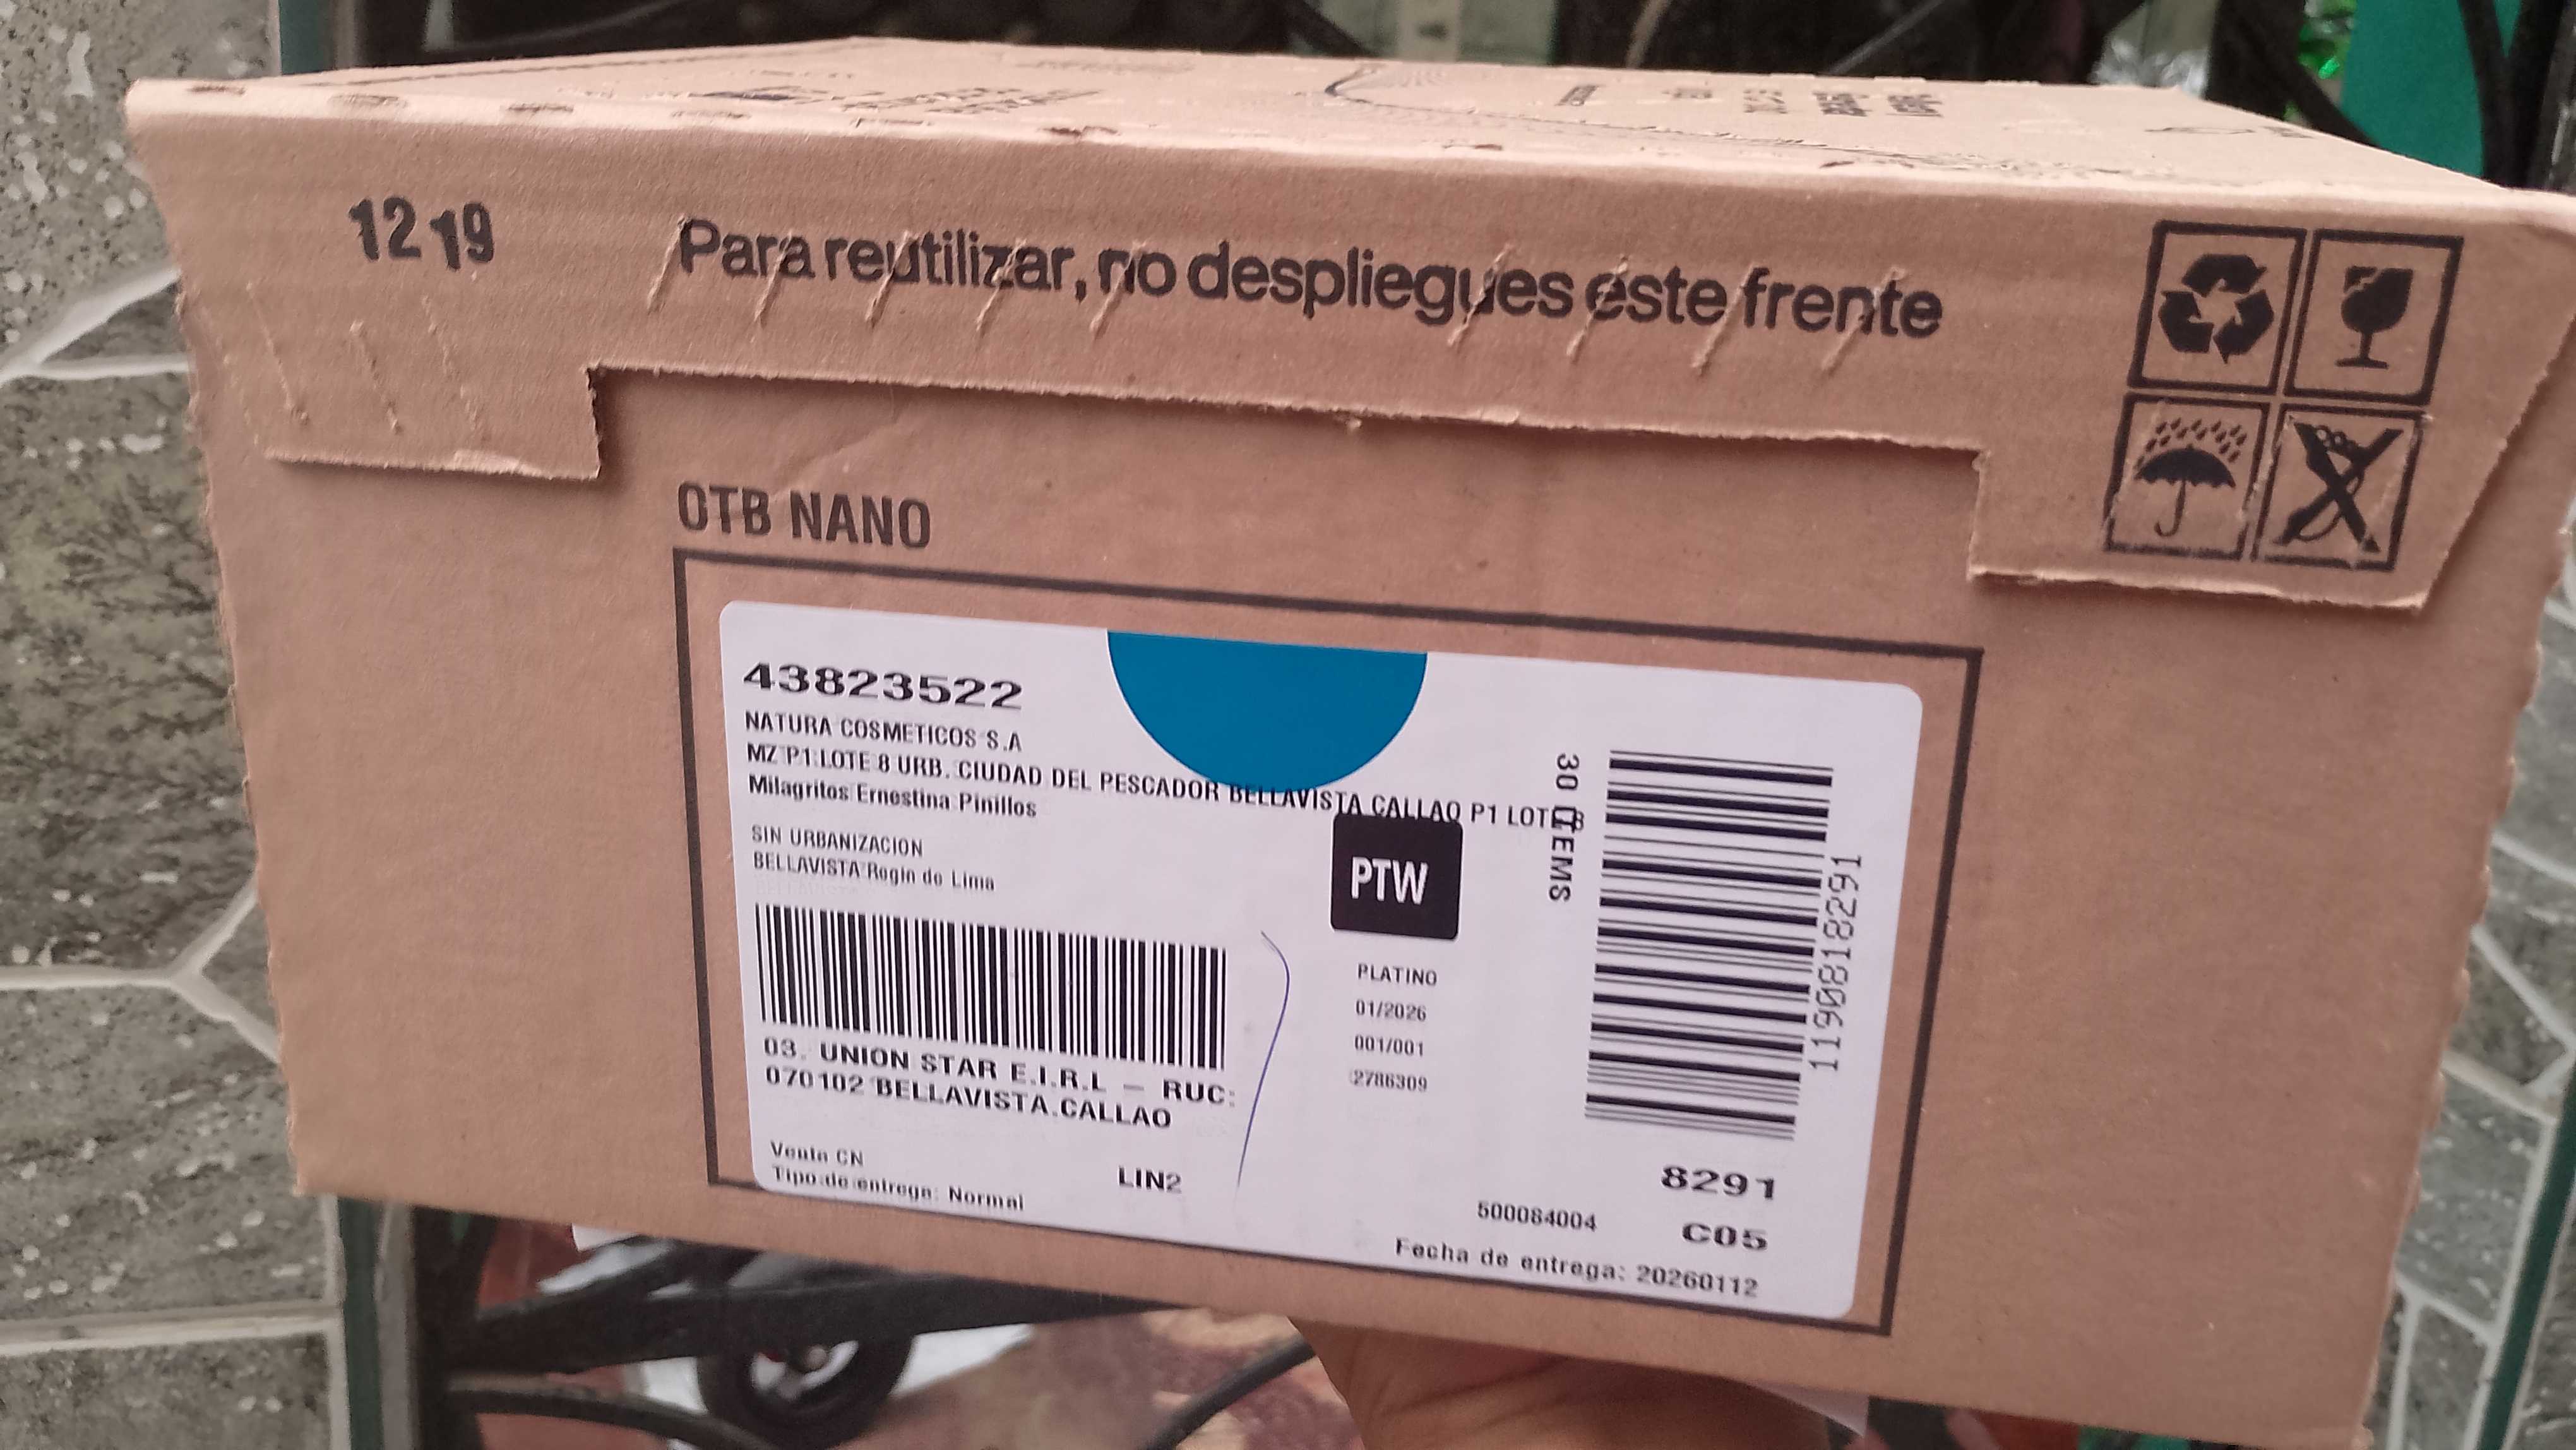 12 19
Para reutilizar, no despliegues este frente
OTB NANO
43823522
NATURA COSMETICOS S.A
MZ P1 LOTE 8 URB. CIUDAD DEL PESCADOR BELLAVISTA CALLAO P1 LOTE 8
Milagritos Ernestina Pinillos
SIN URBANIZACION
BELLAVISTA Regin de Lima
30 ITEMS
PTW
PLATINO
01/2026
001/001
2786309
119008182​91
03. UNION STAR E.I.R.L - RUC:
070102 BELLAVISTA.CALLAO
Venta CN
Tipo de entrega: Normal
LIN2
8291
500084004
C05
Fecha de entrega: 20260112